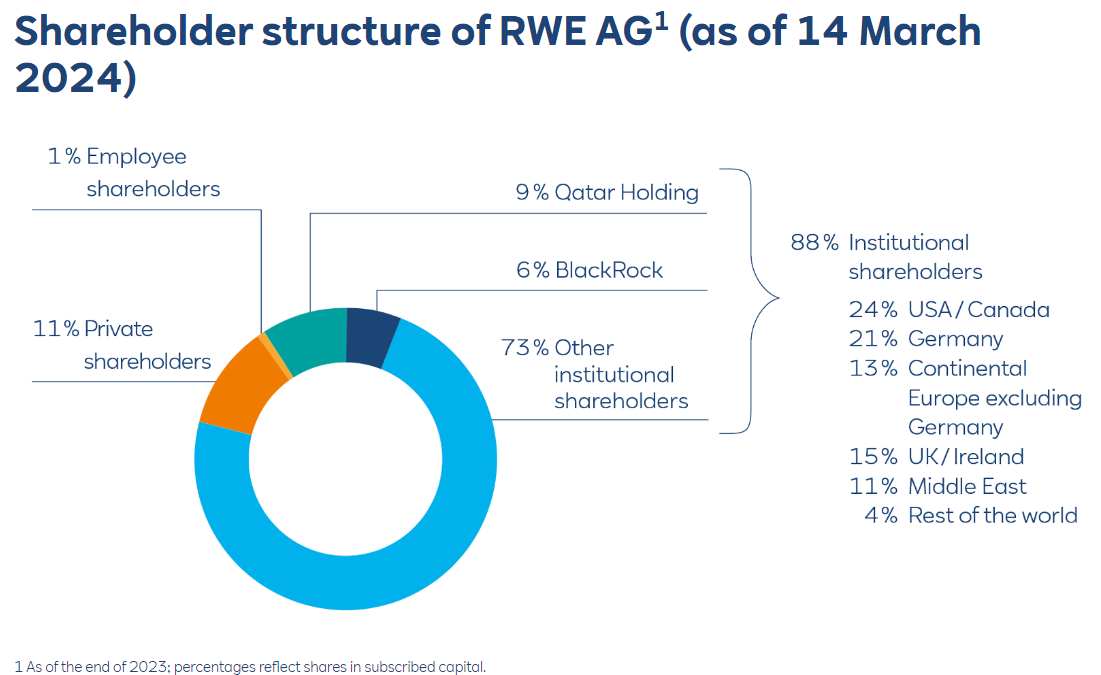 Shareholder structure of RWE AG¹ (as of 14 March
2024)
1 % Employee
shareholders
9 % Qatar Holding
6 % BlackRock
11 % Private
shareholders
73 % Other
institutional
shareholders
88 % Institutional
shareholders
24 % USA / Canada
21 % Germany
13 % Continental
Europe excluding
Germany
15 % UK / Ireland
11 % Middle East
4 % Rest of the world
1 As of the end of 2023; percentages reflect shares in subscribed capital.